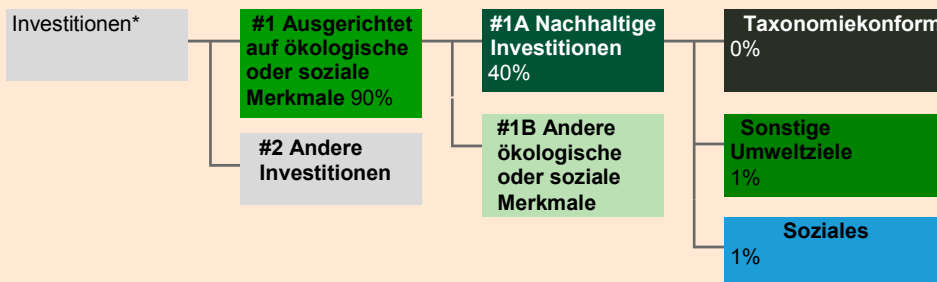 Investitionen*
#1 Ausgerichtet
auf ökologische
oder soziale
Merkmale 90%
#2 Andere
Investitionen
#1A Nachhaltige
Investitionen
40%
#1B Andere
ökologische
oder soziale
Merkmale
Taxonomiekonform
0%
Sonstige
Umweltziele
1%
Soziales
1%